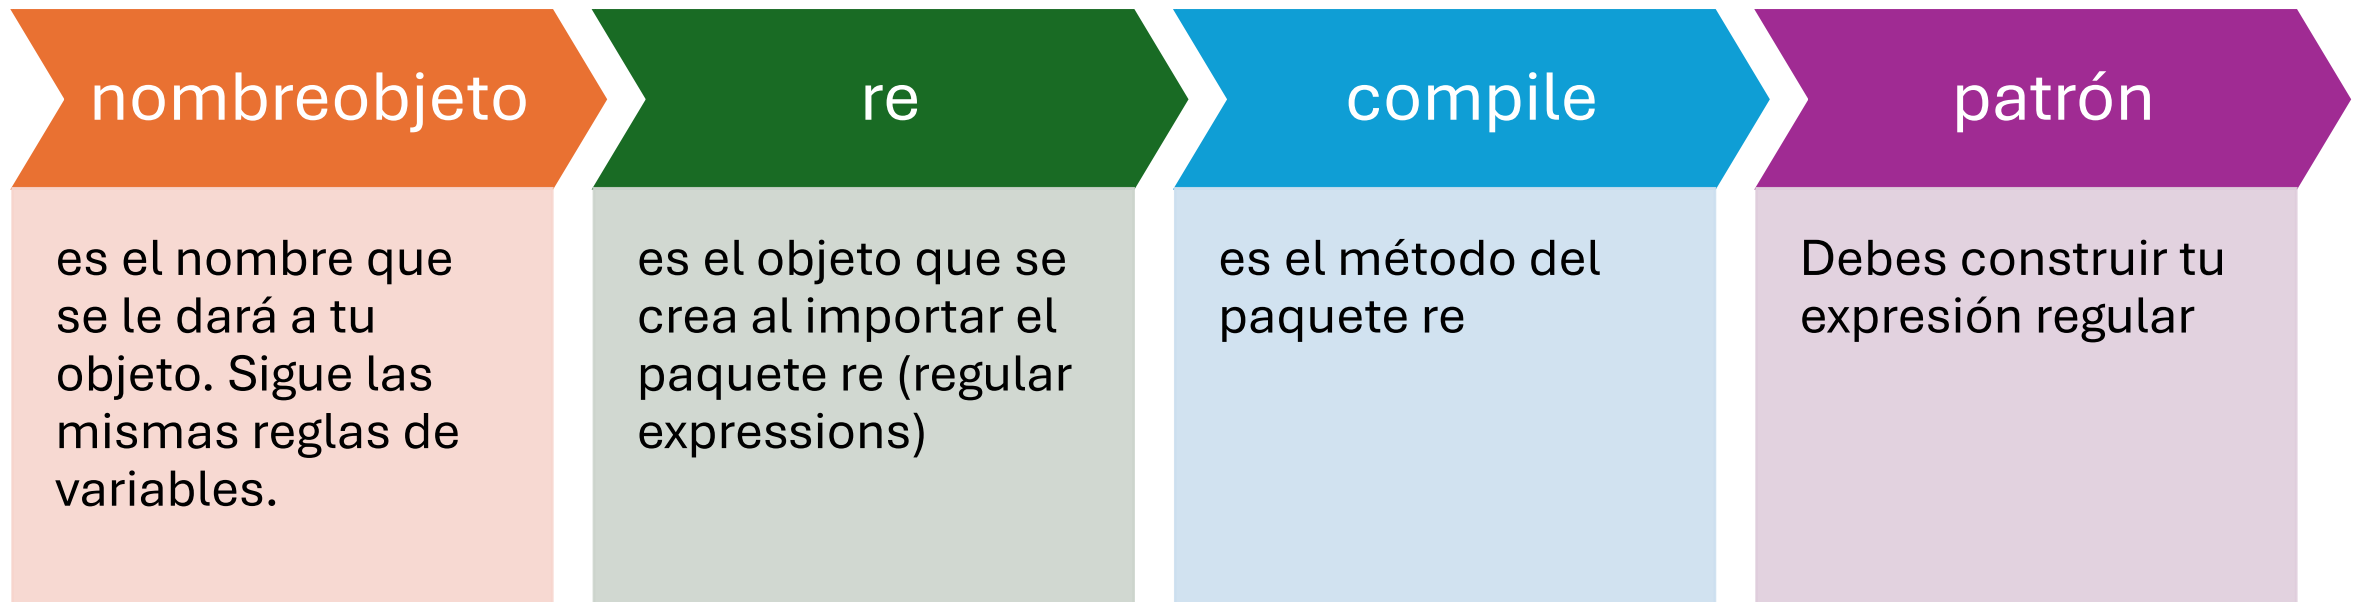 nombreobjeto
es el nombre que
se le dará a tu
objeto. Sigue las
mismas reglas de
variables.
re
es el objeto que se
crea al importar el
paquete re (regular
expressions)
compile
es el método del
paquete re
patrón
Debes construir tu
expresión regular